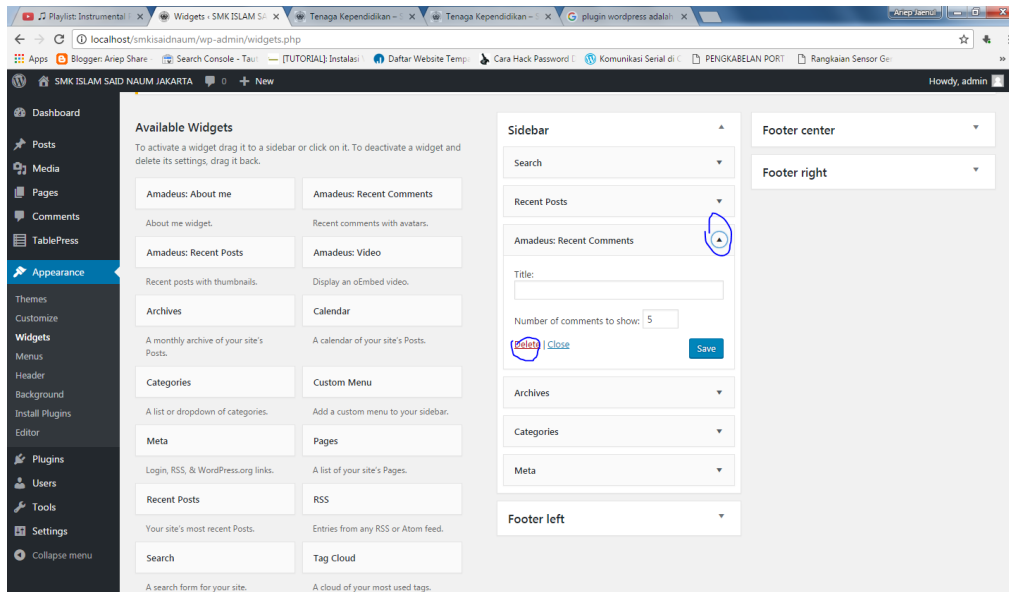 Playlist: Instrumental
Widgets ‹ SMK ISLAM SA
Tenaga Kependidikan –
Tenaga Kependidikan –
plugin wordpress adalah
Ariep Jaenul
localhost/smkisaidnaum/wp-admin/widgets.php
Apps
Blogger: Ariep Share
Search Console - Taut
[TUTORIAL]: Instalasi
Daftar Website Temp
Cara Hack Password
Komunikasi Serial di
PENGKABELAN PORT
Rangkaian Sensor Ge
SMK ISLAM SAID NAUM JAKARTA 0 + New
Howdy, admin
Dashboard
Posts
Media
Pages
Comments
TablePress
Appearance
Themes
Customize
Widgets
Menus
Header
Background
Install Plugins
Editor
Plugins
Users
Tools
Settings
Collapse menu
Available Widgets
To activate a widget drag it to a sidebar or click on it. To deactivate a widget and
delete its settings, drag it back.
Amadeus: About me
About me widget.
Amadeus: Recent Comments
Recent comments with avatars.
Amadeus: Recent Posts
Recent posts with thumbnails.
Amadeus: Video
Display an oEmbed video.
Archives
A monthly archive of your site's
Posts.
Calendar
A calendar of your site's Posts.
Categories
A list or dropdown of categories.
Custom Menu
Add a custom menu to your sidebar.
Meta
Login, RSS, & WordPress.org links.
Pages
A list of your site's Pages.
Recent Posts
Your site's most recent Posts.
RSS
Entries from any RSS or Atom feed.
Search
A search form for your site.
Tag Cloud
A cloud of your most used tags.
Sidebar
Search
Recent Posts
Amadeus: Recent Comments
Title:
Number of comments to show: 5
Delete | Close
Save
Archives
Categories
Meta
Footer left
Footer center
Footer right